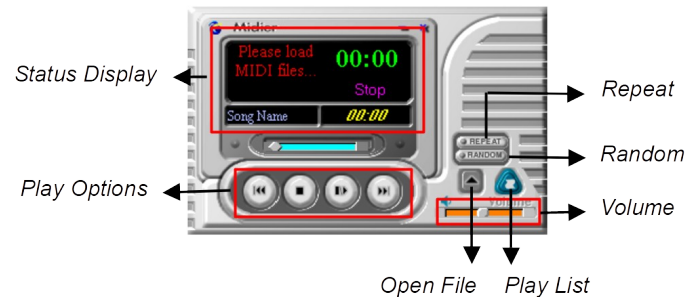 Midier
Please load
MIDI files...
00:00
Stop
Song Name
00:00
Status Display
Play Options
REPEAT
RANDOM
Volume
Repeat
Random
Volume
Open File
Play List